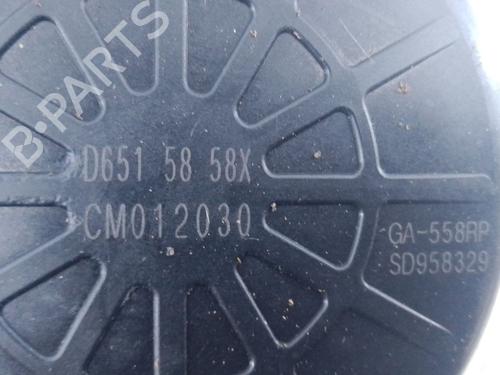 B-PARTS
D651 58 58X
CM012030
GA-558RP
SD958329